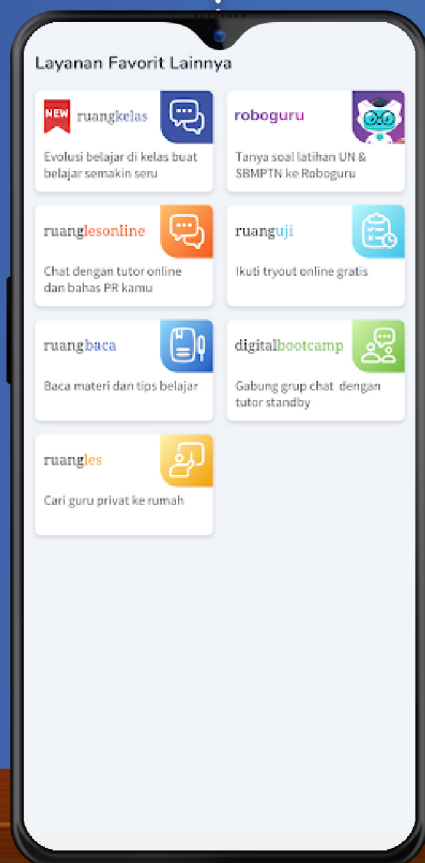 Layanan Favorit Lainnya
NEW ruangkelas
Evolusi belajar di kelas buat
belajar semakin seru
roboguru
Tanya soal latihan UN &
SBMPTN ke Roboguru
ruanglesonline
Chat dengan tutor online
dan bahas PR kamu
ruanguji
Ikuti tryout online gratis
ruangbaca
Baca materi dan tips belajar
digitalbootcamp
Gabung grup chat dengan
tutor standby
ruangles
Cari guru privat ke rumah